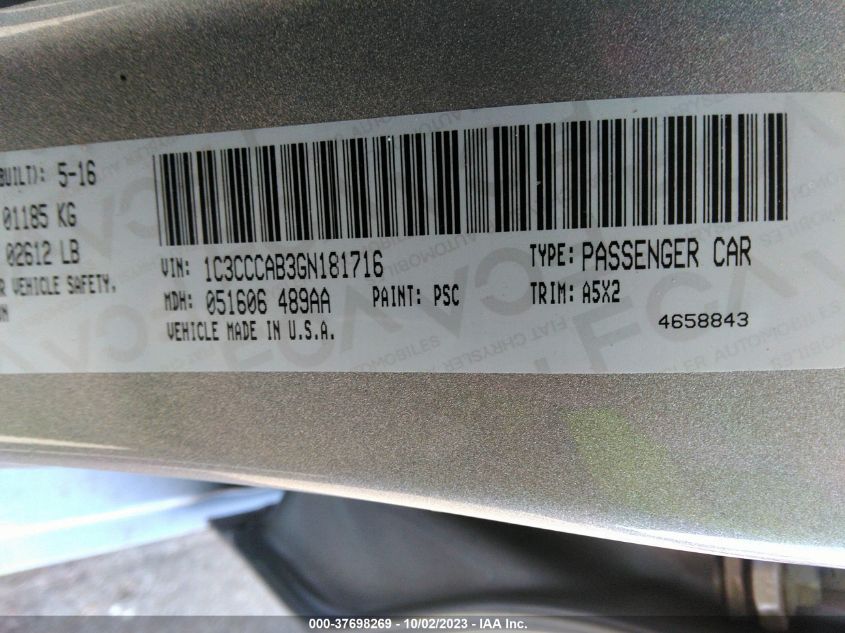 BUILT): 5-16
01185 KG
02612 LB
R VEHICLE SAFETY.
VIN: 1C3CCCAB3GN181716
TYPE: PASSENGER CAR
MDH: 051606 489AA PAINT: PSC TRIM: A5X2
VEHICLE MADE IN U.S.A.
4658843
000-37698269 - 10/02/2023 - IAA Inc.